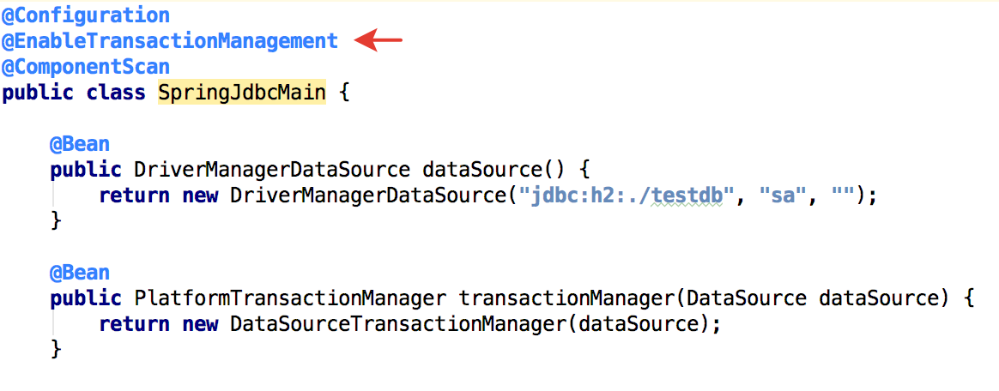 @Configuration
@EnableTransactionManagement
@ComponentScan
public class SpringJdbcMain {
@Bean
public DriverManagerDataSource dataSource() {
return new DriverManagerDataSource("jdbc:h2:./testdb", "sa", "");
}
@Bean
public PlatformTransactionManager transactionManager(DataSource dataSource) {
return new DataSourceTransactionManager(dataSource);
}